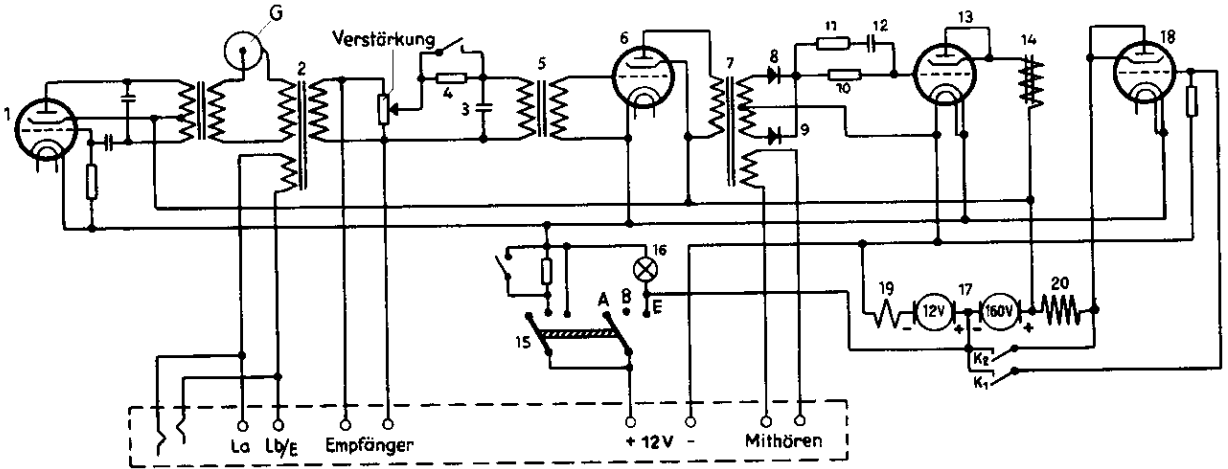 G
Verstärkung
1
2
4
3
5
6
7
8
9
11
12
10
13
14
18
16
A
B
E
15
19
12V
-
+
17
160V
-
+
20
K2
K1
La
Lb/E
Empfänger
+ 12V -
Mithören